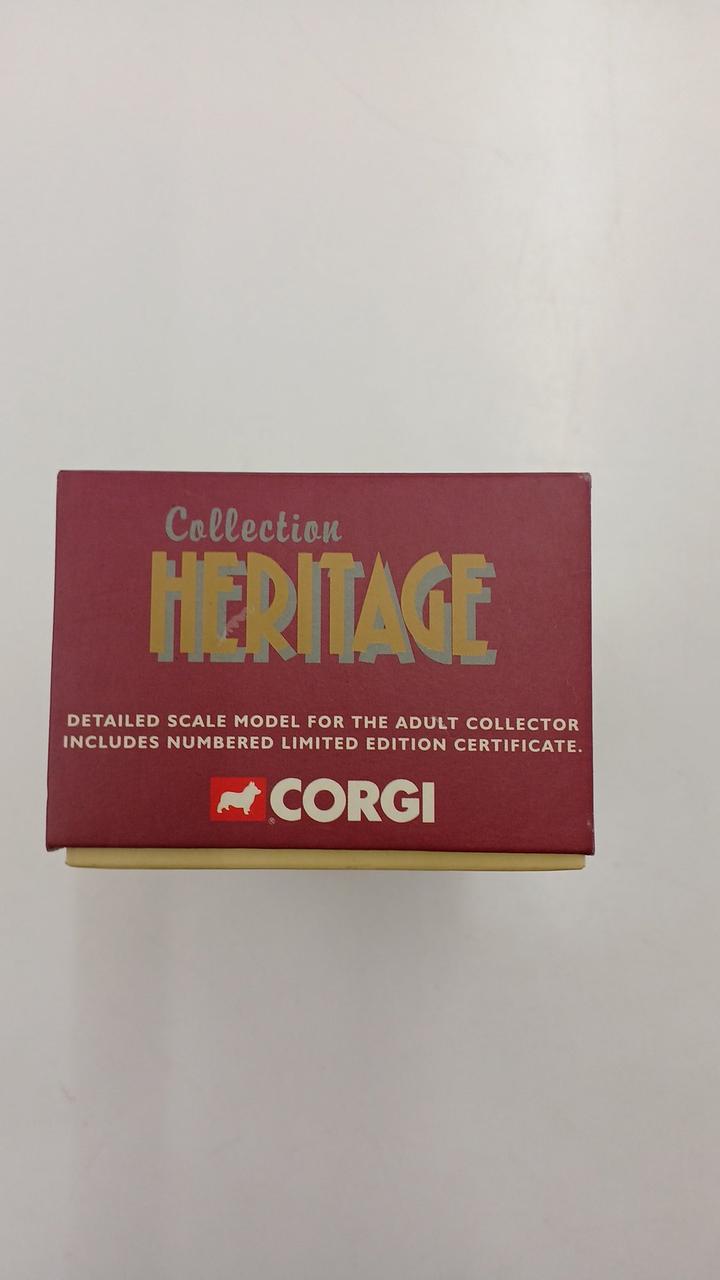 Collection
HERITAGE
DETAILED SCALE MODEL FOR THE ADULT COLLECTOR
INCLUDES NUMBERED LIMITED EDITION CERTIFICATE.
® CORGI